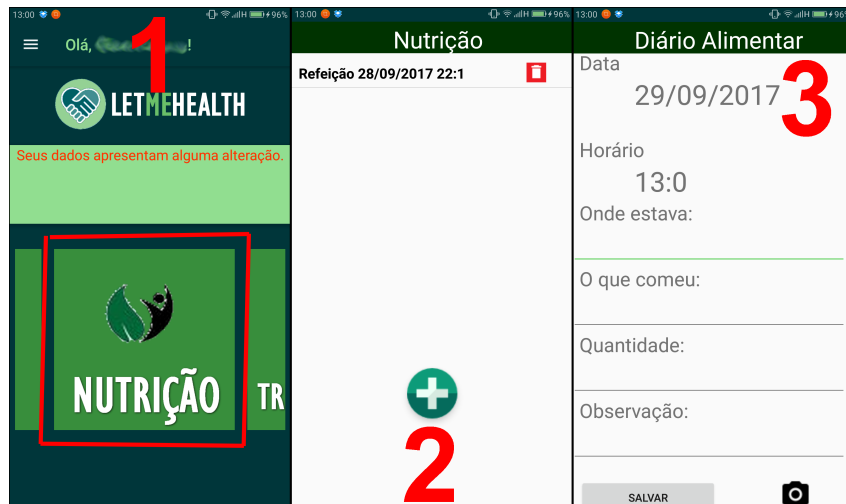 13:00 96%
Olá, !
1
LETMEHEALTH
Seus dados apresentam alguma alteração.
NUTRIÇÃO TR
13:00 96%
Nutrição
Refeição 28/09/2017 22:1
2
13:00 96%
Diário Alimentar
3
Data
29/09/2017
Horário
13:0
Onde estava:
O que comeu:
Quantidade:
Observação:
SALVAR